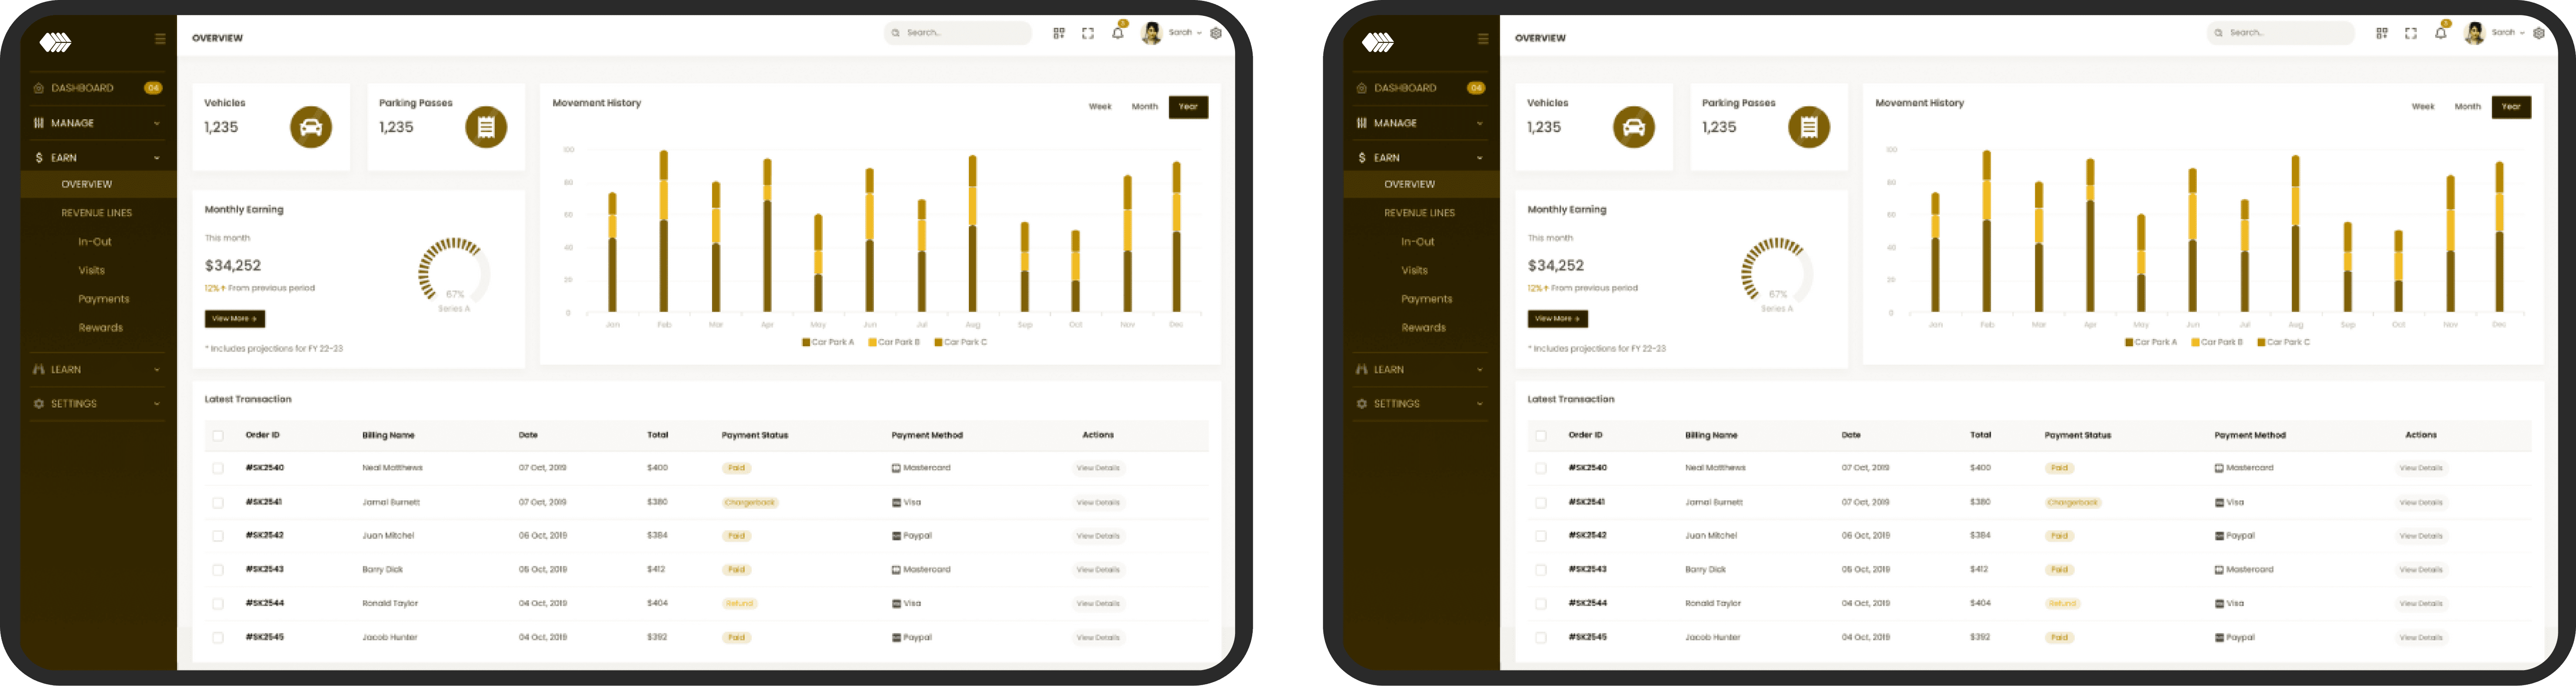 OVERVIEW
Search...
5
Sarah
DASHBOARD 04
MANAGE
$ EARN
OVERVIEW
REVENUE LINES
In-Out
Visits
Payments
Rewards
LEARN
SETTINGS
Vehicles
1,235
Parking Passes
1,235
Monthly Earning
This month
$34,252
12%↑ From previous period
View More →
* Includes projections for FY 22-23
67%
Series A
Movement History
Week Month Year
100
80
60
40
20
0
Jan Feb Mar Apr May Jun Jul Aug Sep Oct Nov Dec
Car Park A Car Park B Car Park C
Latest Transaction
Order ID Billing Name Date Total Payment Status Payment Method Actions
#SK2540 Neal Matthews 07 Oct, 2019 $400 Paid Mastercard View Details
#SK2541 Jamal Burnett 07 Oct, 2019 $380 Chargerback Visa View Details
#SK2542 Juan Mitchel 06 Oct, 2019 $384 Paid Paypal View Details
#SK2543 Barry Dick 05 Oct, 2019 $412 Paid Mastercard View Details
#SK2544 Ronald Taylor 04 Oct, 2019 $404 Refund Visa View Details
#SK2545 Jacob Hunter 04 Oct, 2019 $392 Paid Paypal View Details
OVERVIEW
Search...
5
Sarah
DASHBOARD 04
MANAGE
$ EARN
OVERVIEW
REVENUE LINES
In-Out
Visits
Payments
Rewards
LEARN
SETTINGS
Vehicles
1,235
Parking Passes
1,235
Monthly Earning
This month
$34,252
12%↑ From previous period
View More →
* Includes projections for FY 22-23
67%
Series A
Movement History
Week Month Year
100
80
60
40
20
0
Jan Feb Mar Apr May Jun Jul Aug Sep Oct Nov Dec
Car Park A Car Park B Car Park C
Latest Transaction
Order ID Billing Name Date Total Payment Status Payment Method Actions
#SK2540 Neal Matthews 07 Oct, 2019 $400 Paid Mastercard View Details
#SK2541 Jamal Burnett 07 Oct, 2019 $380 Chargerback Visa View Details
#SK2542 Juan Mitchel 06 Oct, 2019 $384 Paid Paypal View Details
#SK2543 Barry Dick 05 Oct, 2019 $412 Paid Mastercard View Details
#SK2544 Ronald Taylor 04 Oct, 2019 $404 Refund Visa View Details
#SK2545 Jacob Hunter 04 Oct, 2019 $392 Paid Paypal View Details